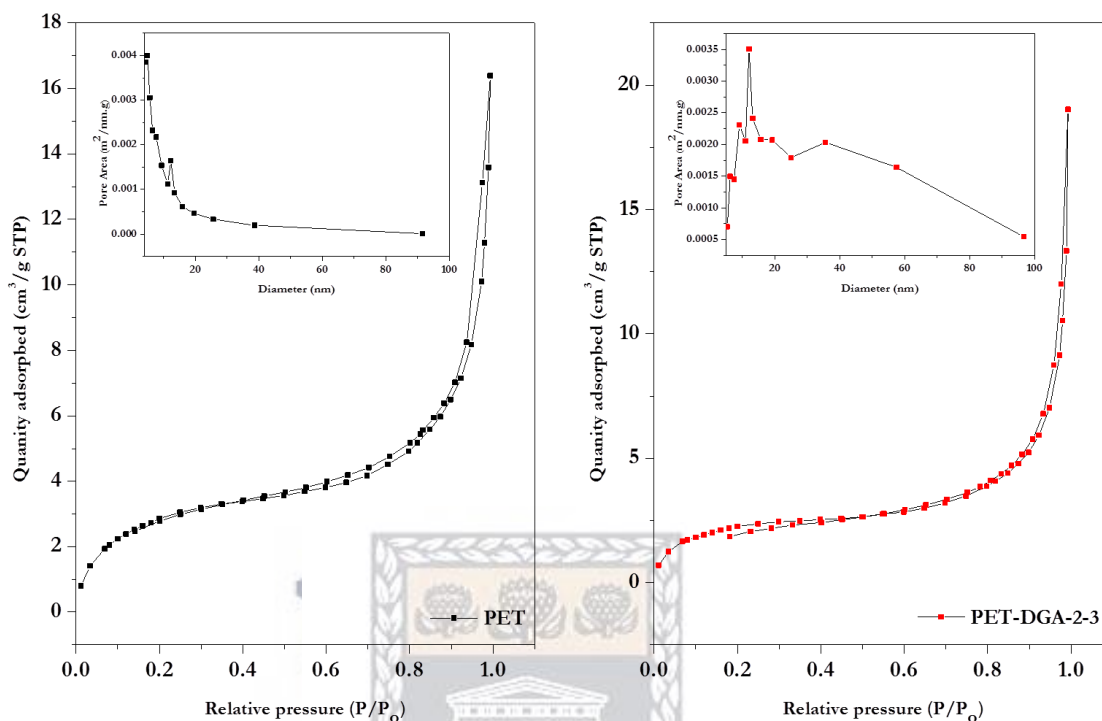 18
16
14
12
10
8
6
4
2
0
Quanity adsorpbed (cm³/g STP)
0.0 0.2 0.4 0.6 0.8 1.0
Relative pressure (P/P₀)
PET
0.004
0.003
0.002
0.001
0.000
Pore Area (m²/nm.g)
20 40 60 80 100
Diameter (nm)
20
15
10
5
0
Quanity adsorpbed (cm³/g STP)
0.0 0.2 0.4 0.6 0.8 1.0
Relative pressure (P/P₀)
PET-DGA-2-3
0.0035
0.0030
0.0025
0.0020
0.0015
0.0010
0.0005
Pore Area (m²/nm.g)
0 20 40 60 80 100
Diameter (nm)